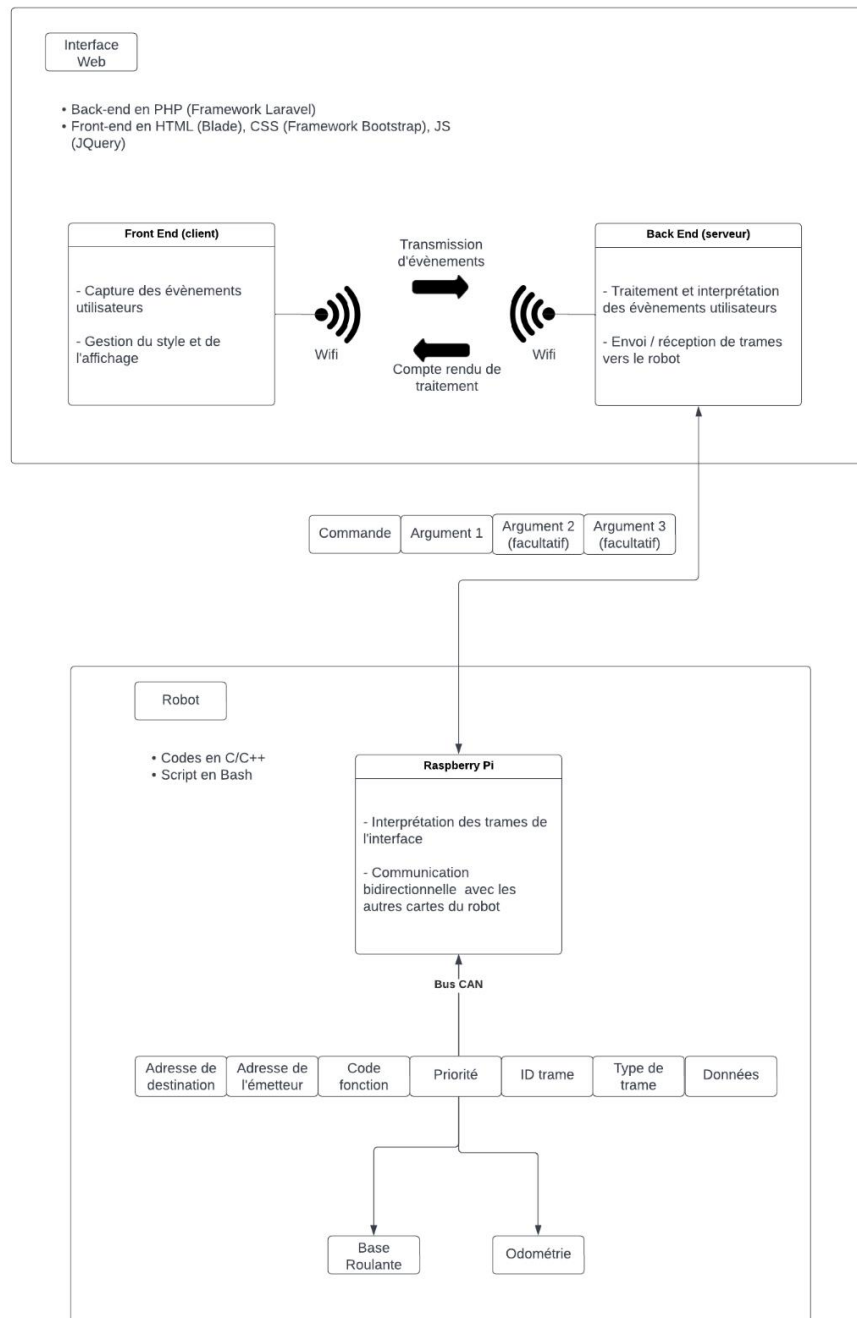 Interface
Web
• Back-end en PHP (Framework Laravel)
• Front-end en HTML (Blade), CSS (Framework Bootstrap), JS
(JQuery)
Front End (client)
- Capture des évènements
utilisateurs
- Gestion du style et de
l'affichage
Wifi
Transmission
d'évènements
Compte rendu de
traitement
Wifi
Back End (serveur)
- Traitement et interprétation
des évènements utilisateurs
- Envoi / réception de trames
vers le robot
Commande
Argument 1
Argument 2
(facultatif)
Argument 3
(facultatif)
Robot
• Codes en C/C++
• Script en Bash
Raspberry Pi
- Interprétation des trames de
l'interface
- Communication
bidirectionnelle avec les
autres cartes du robot
Bus CAN
Adresse de
destination
Adresse de
l'émetteur
Code
fonction
Priorité
ID trame
Type de
trame
Données
Base
Roulante
Odométrie